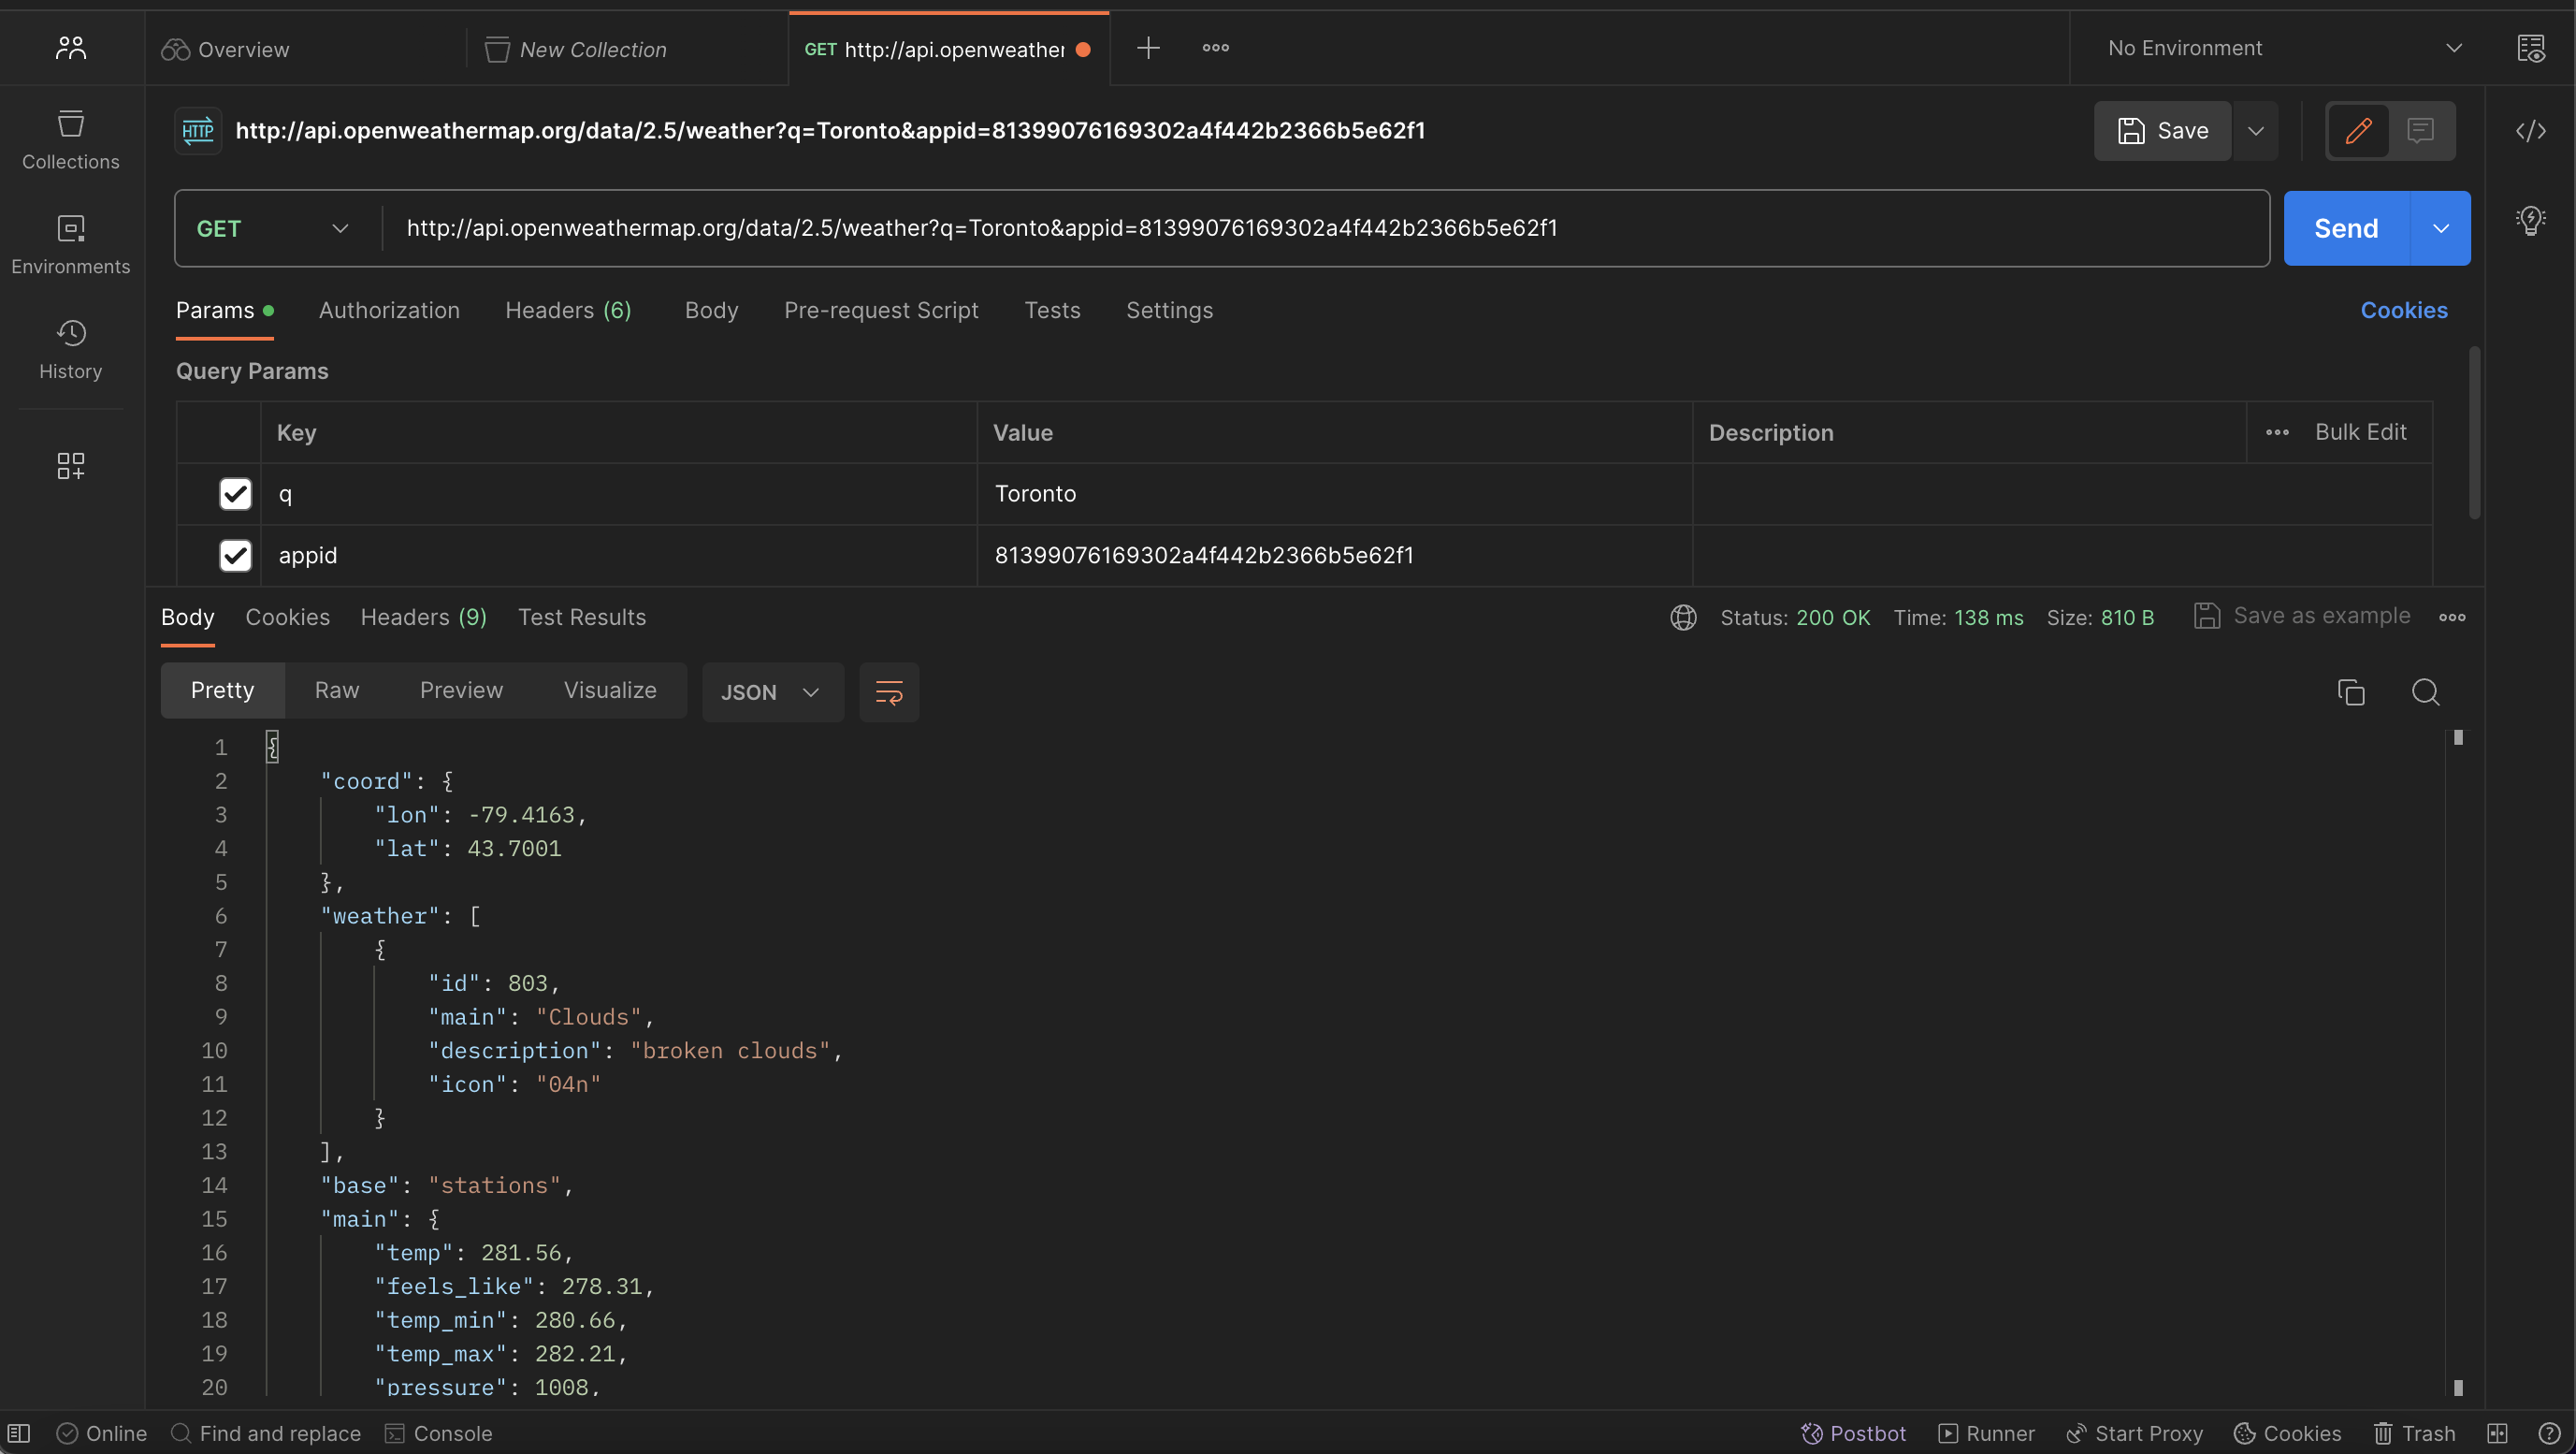 Overview
New Collection
GET http://api.openweather
No Environment
Collections
Environments
History
HTTP
http://api.openweathermap.org/data/2.5/weather?q=Toronto&appid=81399076169302a4f442b2366b5e62f1
Save
GET
http://api.openweathermap.org/data/2.5/weather?q=Toronto&appid=81399076169302a4f442b2366b5e62f1
Send
Params Authorization Headers (6) Body Pre-request Script Tests Settings Cookies
Query Params
Key Value Description Bulk Edit
q Toronto
appid 81399076169302a4f442b2366b5e62f1
Body Cookies Headers (9) Test Results Status: 200 OK Time: 138 ms Size: 810 B Save as example
Pretty Raw Preview Visualize JSON
1 {
2 "coord": {
3 "lon": -79.4163,
4 "lat": 43.7001
5 },
6 "weather": [
7 {
8 "id": 803,
9 "main": "Clouds",
10 "description": "broken clouds",
11 "icon": "04n"
12 }
13 ],
14 "base": "stations",
15 "main": {
16 "temp": 281.56,
17 "feels_like": 278.31,
18 "temp_min": 280.66,
19 "temp_max": 282.21,
20 "pressure": 1008,
Online Find and replace Console Postbot Runner Start Proxy Cookies Trash